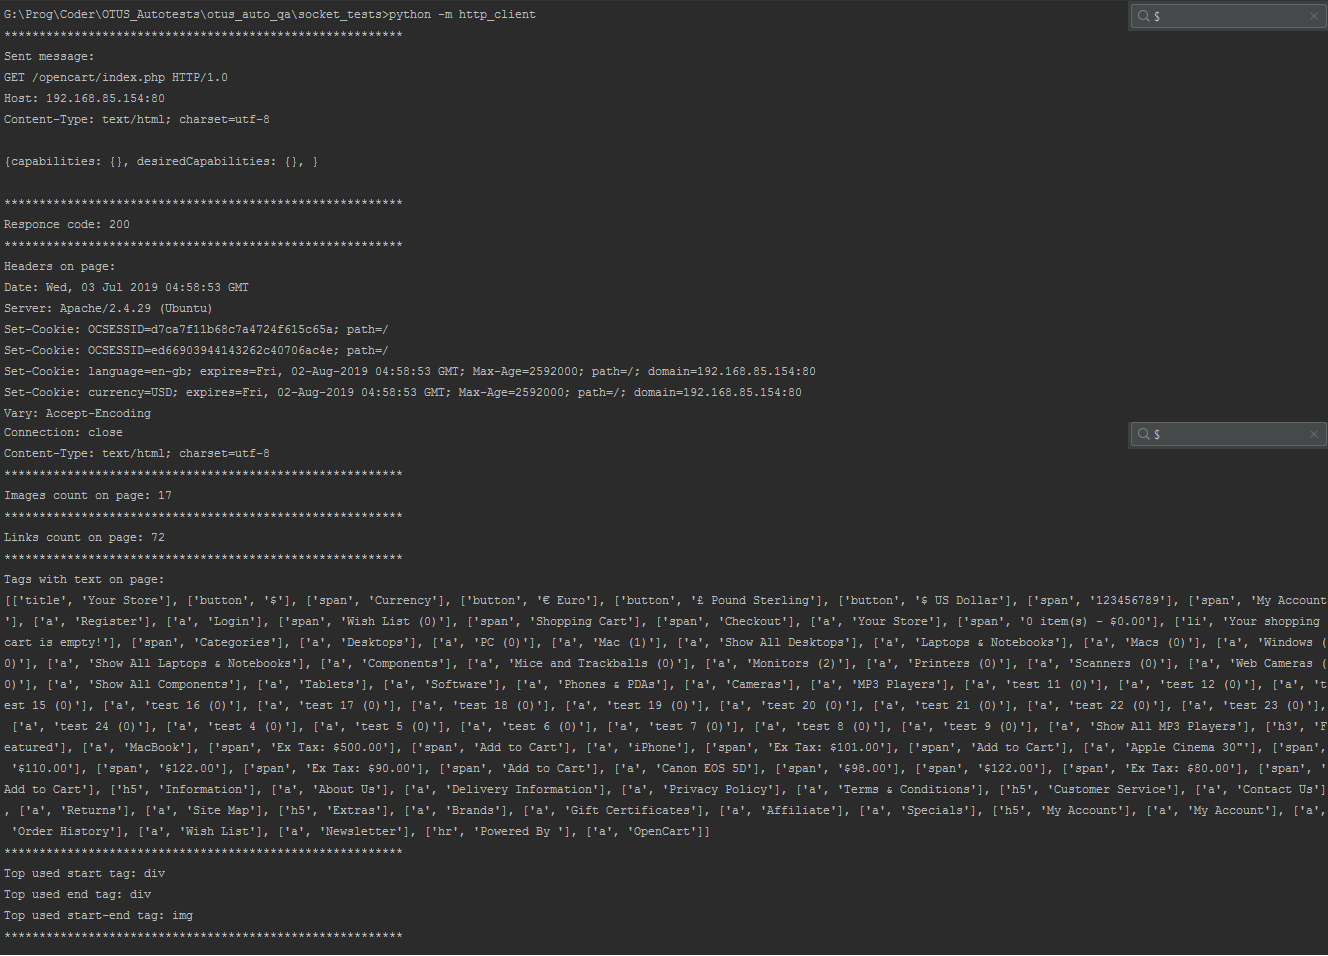 G:\Prog\Coder\OTUS_Autotests\otus_auto_qa\socket_tests>python -m http_client
$
*********************************************************
Sent message:
GET /opencart/index.php HTTP/1.0
Host: 192.168.85.154:80
Content-Type: text/html; charset=utf-8
{capabilities: {}, desiredCapabilities: {}, }
*********************************************************
Responce code: 200
*********************************************************
Headers on page:
Date: Wed, 03 Jul 2019 04:58:53 GMT
Server: Apache/2.4.29 (Ubuntu)
Set-Cookie: OCSESSID=d7ca7f11b68c7a4724f615c65a; path=/
Set-Cookie: OCSESSID=ed66903944143262c40706ac4e; path=/
Set-Cookie: language=en-gb; expires=Fri, 02-Aug-2019 04:58:53 GMT; Max-Age=2592000; path=/; domain=192.168.85.154:80
Set-Cookie: currency=USD; expires=Fri, 02-Aug-2019 04:58:53 GMT; Max-Age=2592000; path=/; domain=192.168.85.154:80
Vary: Accept-Encoding
Connection: close
$
Content-Type: text/html; charset=utf-8
*********************************************************
Images count on page: 17
*********************************************************
Links count on page: 72
*********************************************************
Tags with text on page:
[['title', 'Your Store'], ['button', '$'], ['span', 'Currency'], ['button', '€ Euro'], ['button', '£ Pound Sterling'], ['button', '$ US Dollar'], ['span', '123456789'], ['span', 'My Account
'], ['a', 'Register'], ['a', 'Login'], ['span', 'Wish List (0)'], ['span', 'Shopping Cart'], ['span', 'Checkout'], ['a', 'Your Store'], ['span', '0 item(s) - $0.00'], ['li', 'Your shopping
cart is empty!'], ['span', 'Categories'], ['a', 'Desktops'], ['a', 'PC (0)'], ['a', 'Mac (1)'], ['a', 'Show All Desktops'], ['a', 'Laptops & Notebooks'], ['a', 'Macs (0)'], ['a', 'Windows (
0)'], ['a', 'Show All Laptops & Notebooks'], ['a', 'Components'], ['a', 'Mice and Trackballs (0)'], ['a', 'Monitors (2)'], ['a', 'Printers (0)'], ['a', 'Scanners (0)'], ['a', 'Web Cameras (
0)'], ['a', 'Show All Components'], ['a', 'Tablets'], ['a', 'Software'], ['a', 'Phones & PDAs'], ['a', 'Cameras'], ['a', 'MP3 Players'], ['a', 'test 11 (0)'], ['a', 'test 12 (0)'], ['a', 't
est 15 (0)'], ['a', 'test 16 (0)'], ['a', 'test 17 (0)'], ['a', 'test 18 (0)'], ['a', 'test 19 (0)'], ['a', 'test 20 (0)'], ['a', 'test 21 (0)'], ['a', 'test 22 (0)'], ['a', 'test 23 (0)'],
['a', 'test 24 (0)'], ['a', 'test 4 (0)'], ['a', 'test 5 (0)'], ['a', 'test 6 (0)'], ['a', 'test 7 (0)'], ['a', 'test 8 (0)'], ['a', 'test 9 (0)'], ['a', 'Show All MP3 Players'], ['h3', 'F
eatured'], ['a', 'MacBook'], ['span', 'Ex Tax: $500.00'], ['span', 'Add to Cart'], ['a', 'iPhone'], ['span', 'Ex Tax: $101.00'], ['span', 'Add to Cart'], ['a', 'Apple Cinema 30"'], ['span',
'$110.00'], ['span', '$122.00'], ['span', 'Ex Tax: $90.00'], ['span', 'Add to Cart'], ['a', 'Canon EOS 5D'], ['span', '$98.00'], ['span', '$122.00'], ['span', 'Ex Tax: $80.00'], ['span', '
Add to Cart'], ['h5', 'Information'], ['a', 'About Us'], ['a', 'Delivery Information'], ['a', 'Privacy Policy'], ['a', 'Terms & Conditions'], ['h5', 'Customer Service'], ['a', 'Contact Us']
, ['a', 'Returns'], ['a', 'Site Map'], ['h5', 'Extras'], ['a', 'Brands'], ['a', 'Gift Certificates'], ['a', 'Affiliate'], ['a', 'Specials'], ['h5', 'My Account'], ['a', 'My Account'], ['a',
'Order History'], ['a', 'Wish List'], ['a', 'Newsletter'], ['hr', 'Powered By '], ['a', 'OpenCart']]
*********************************************************
Top used start tag: div
Top used end tag: div
Top used start-end tag: img
*********************************************************